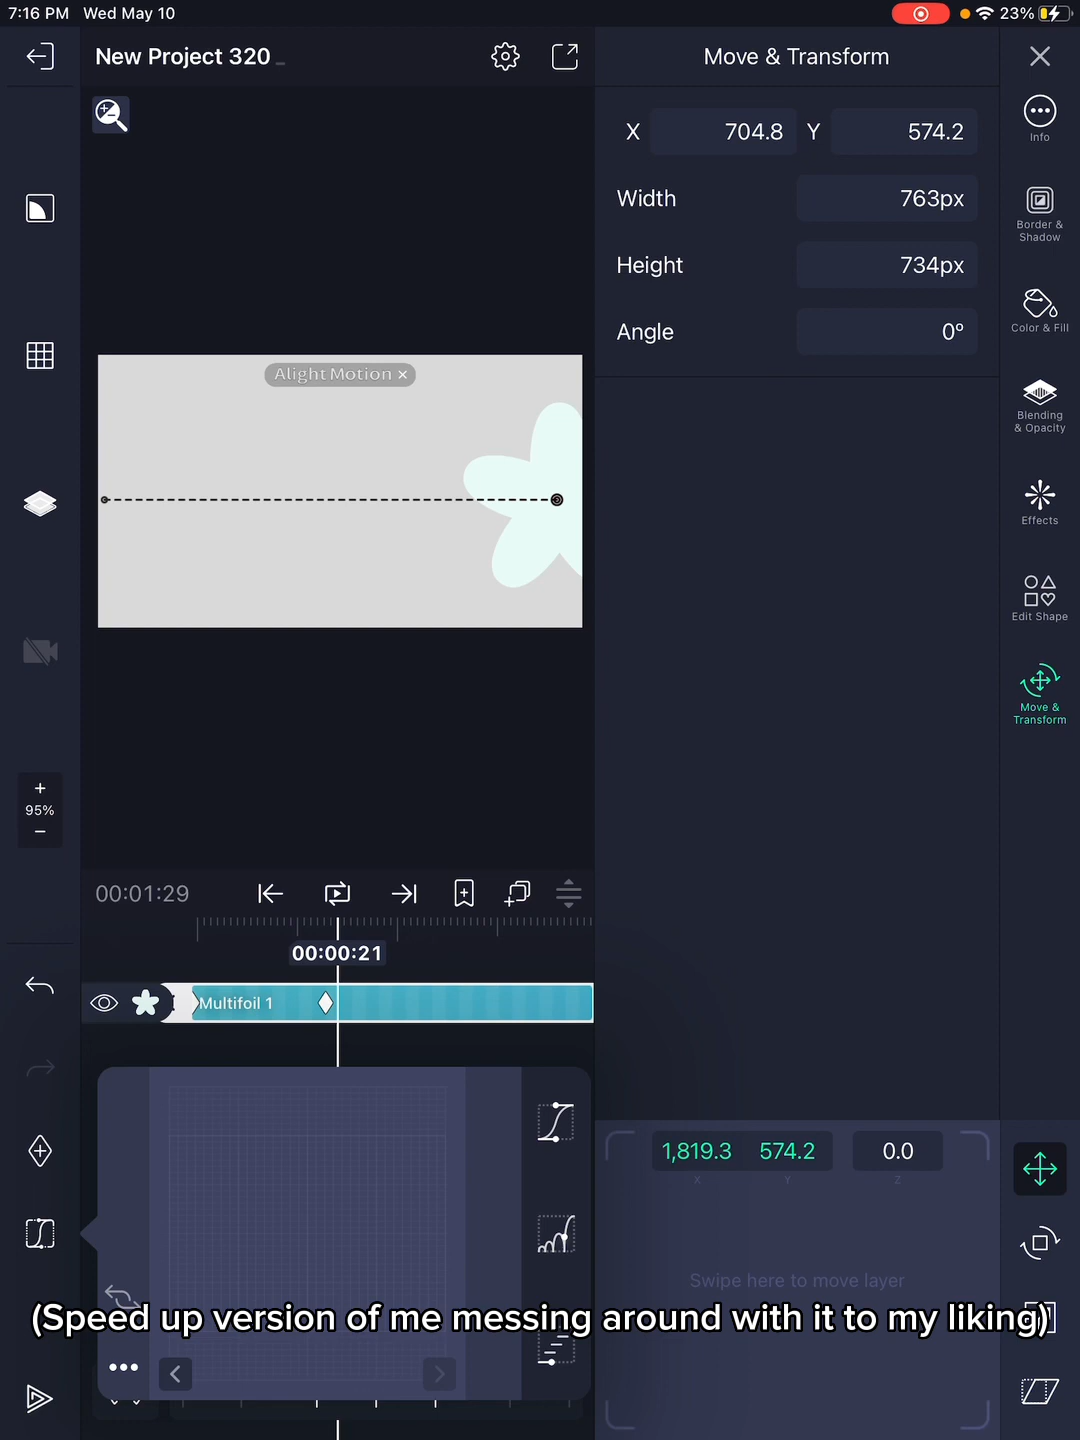 7:16 PM Wed May 10
23%
New Project 320
Move & Transform
X 704.8 Y 574.2
Info
Width 763px
Border & Shadow
Height 734px
Color & Fill
Angle 0º
Alight Motion ×
Blending & Opacity
Effects
Edit Shape
Move & Transform
+
95%
−
00:01:29
00:00:21
Multifoil 1
1,819.3 574.2 0.0
X Y Z
Swipe here to move layer
(Speed up version of me messing around with it to my liking)